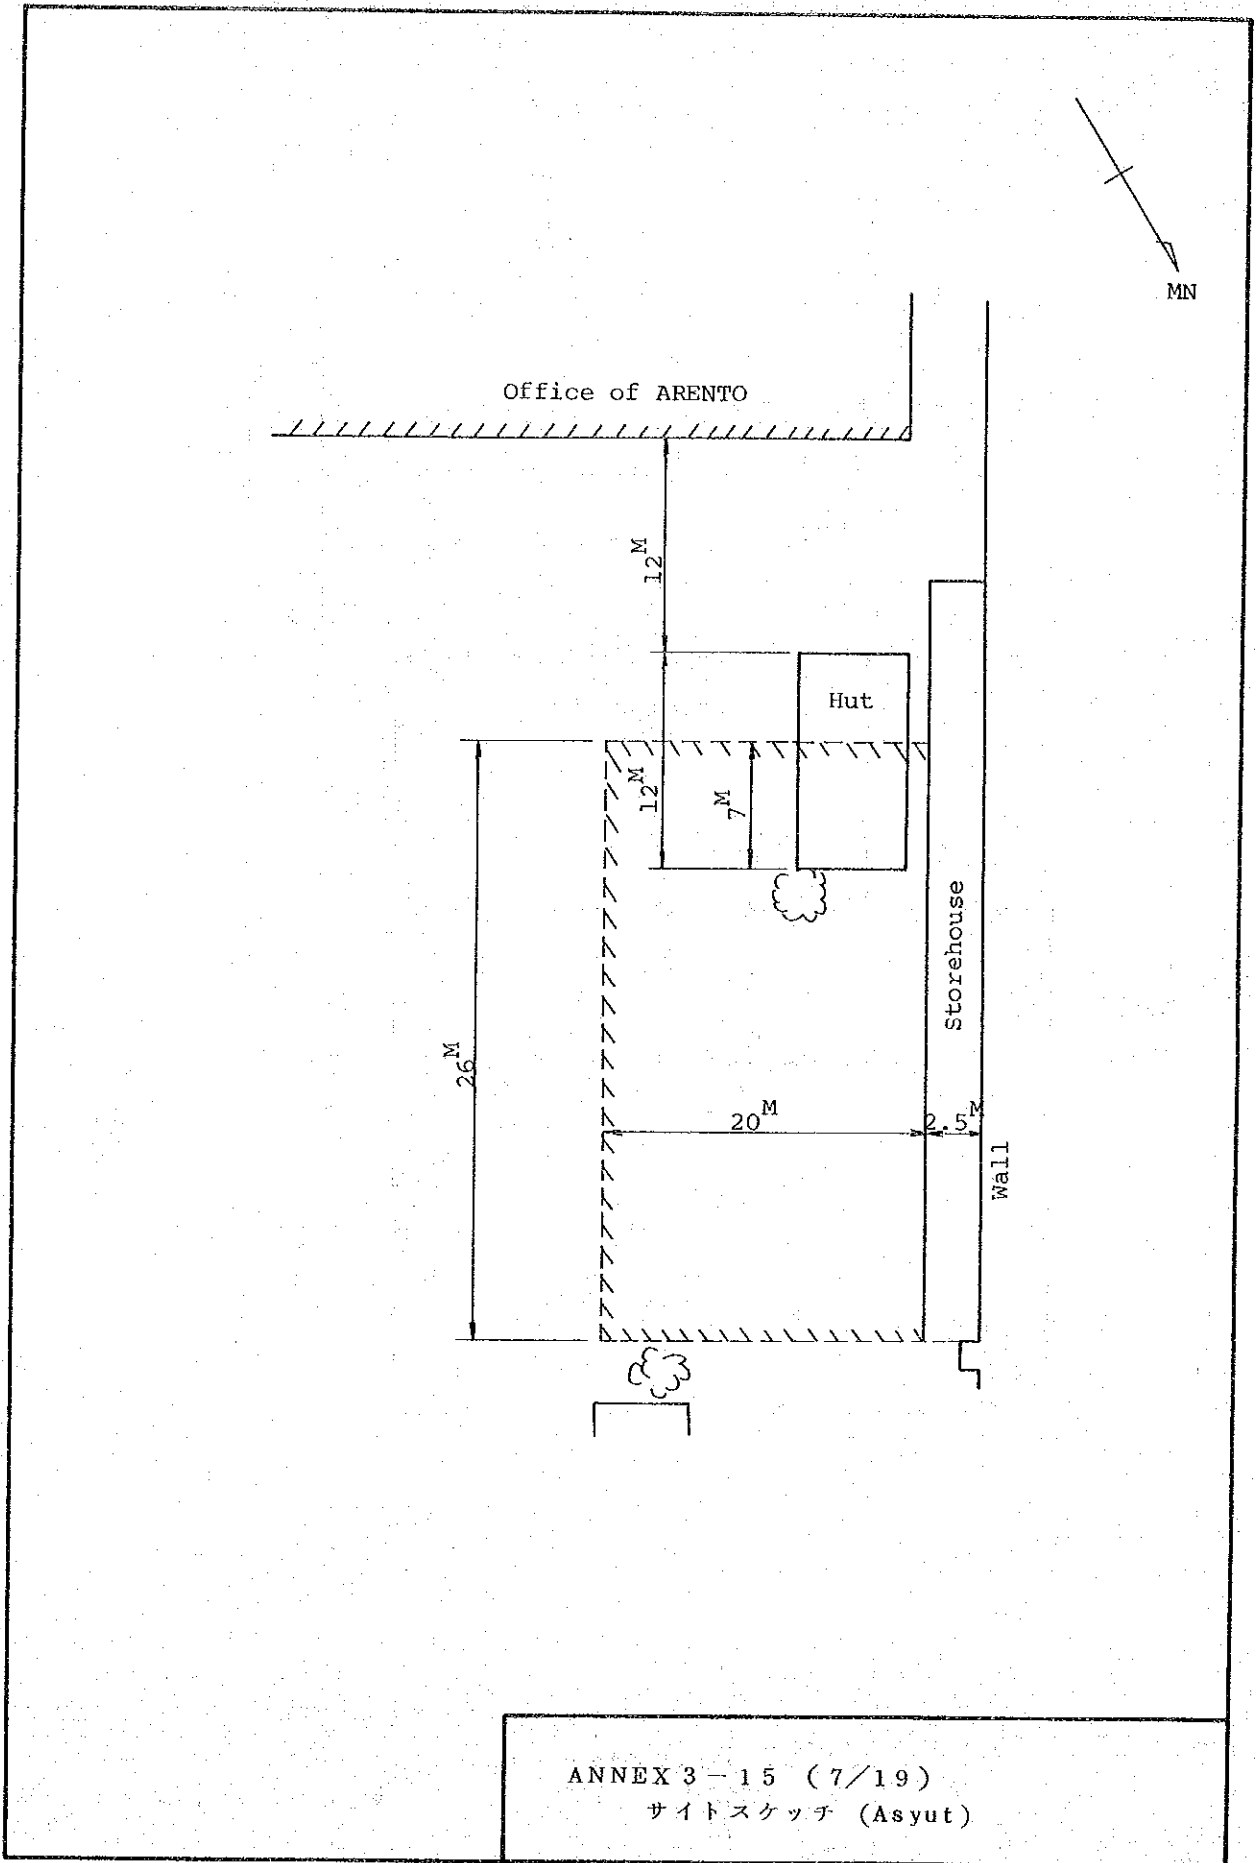 MN
Office of ARENTO
12M
Hut
12M
7M
Storehouse
26M
20M
2.5M
Wall
ANNEX 3-15 (7/19)
サイトスケッチ (Asyut)